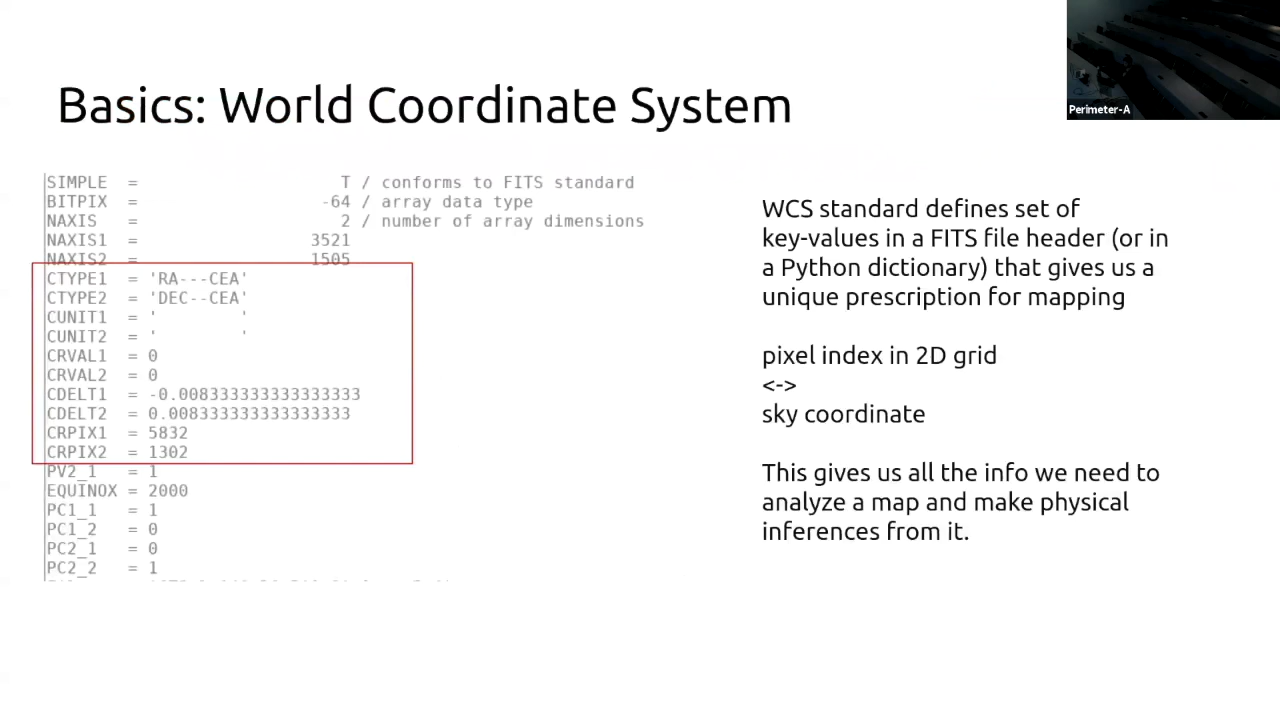 Basics: World Coordinate System
Perimeter-A
SIMPLE = T / conforms to FITS standard
BITPIX = -64 / array data type
NAXIS = 2 / number of array dimensions
NAXIS1 = 3521
NAXIS2 = 1505
CTYPE1 = 'RA---CEA'
CTYPE2 = 'DEC--CEA'
CUNIT1 = ' '
CUNIT2 = ' '
CRVAL1 = 0
CRVAL2 = 0
CDELT1 = -0.008333333333333333
CDELT2 = 0.008333333333333333
CRPIX1 = 5832
CRPIX2 = 1302
PV2_1 = 1
EQUINOX = 2000
PC1_1 = 1
PC1_2 = 0
PC2_1 = 0
PC2_2 = 1
WCS standard defines set of
key-values in a FITS file header (or in
a Python dictionary) that gives us a
unique prescription for mapping
pixel index in 2D grid
<->
sky coordinate
This gives us all the info we need to
analyze a map and make physical
inferences from it.